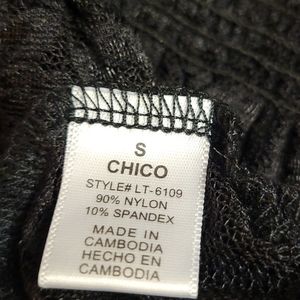 S
CHICO
STYLE# LT-6109
90% NYLON
10% SPANDEX
MADE IN
CAMBODIA
HECHO EN
CAMBODIA